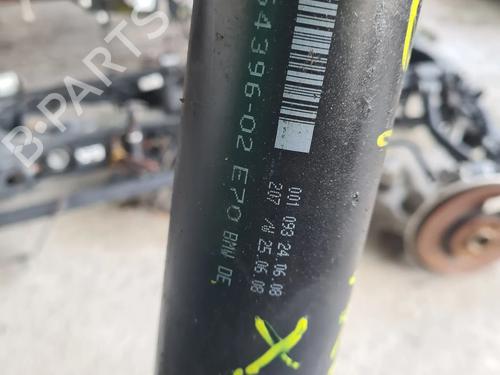 64396-02 E70 BMW DE,
001 093 24.06.08
207 /W 25.06.08
X
B-PARTS